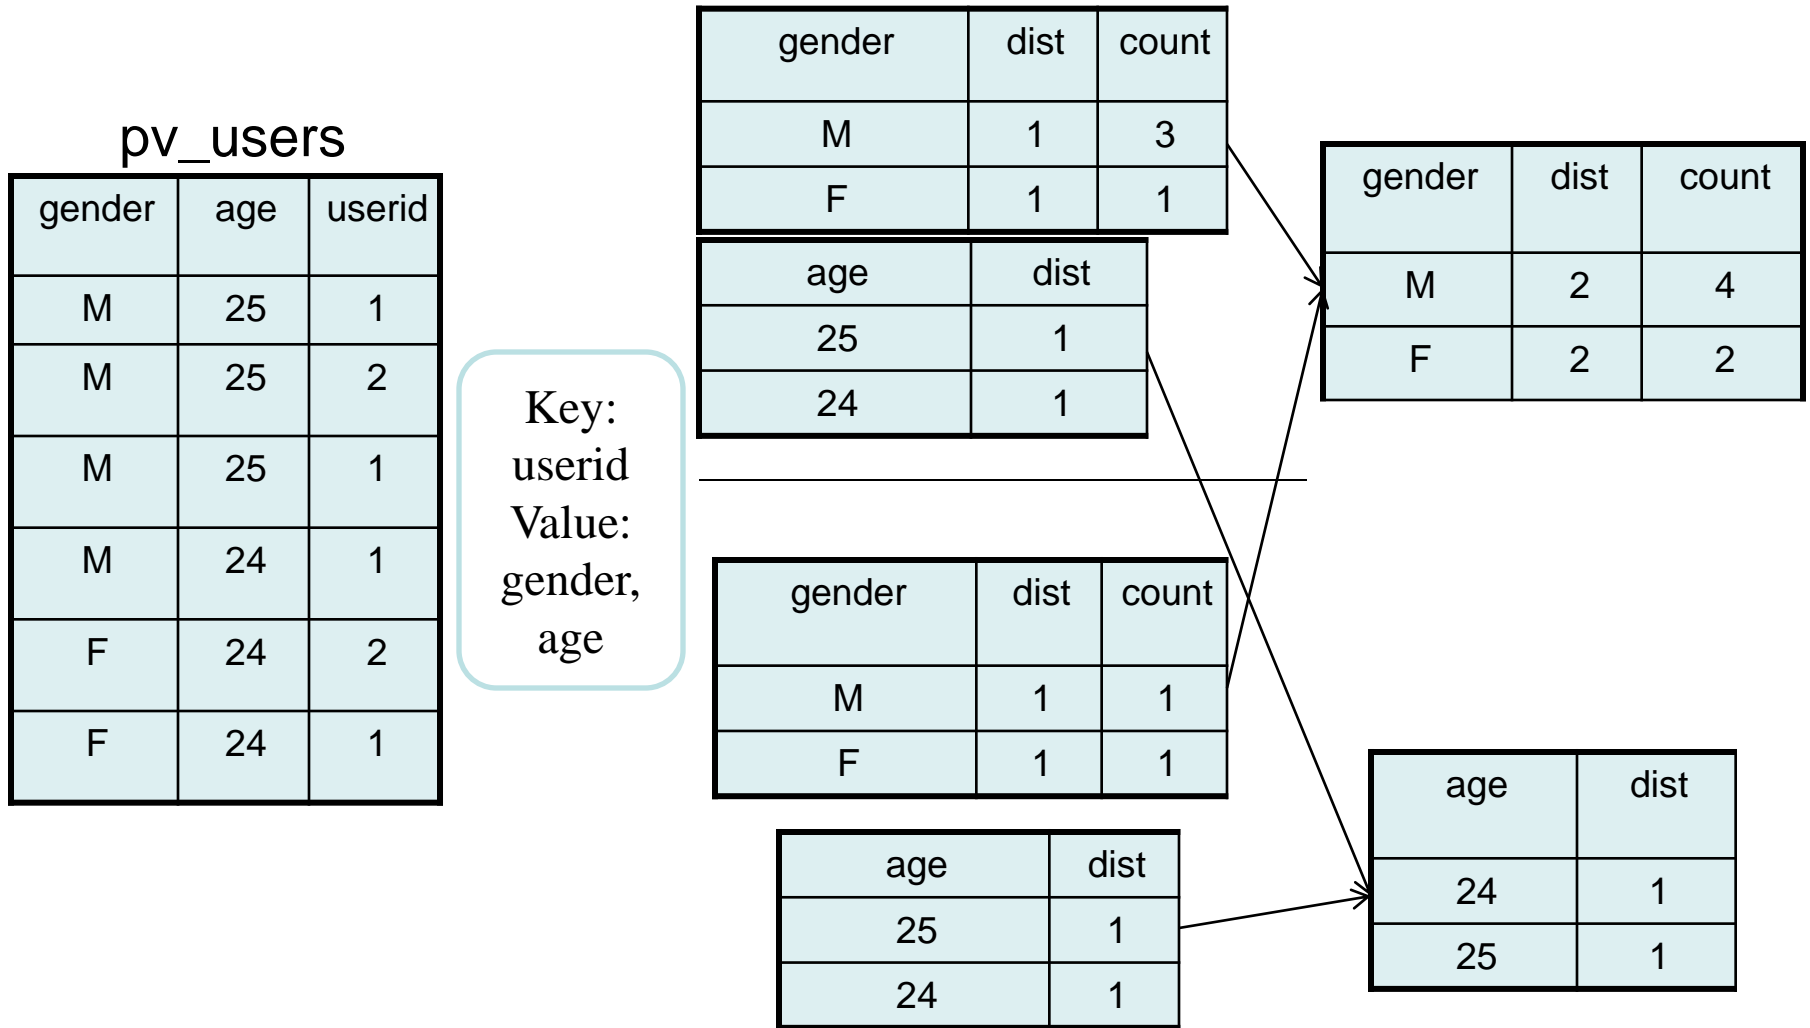 pv_users
gender age userid
M 25 1
M 25 2
M 25 1
M 24 1
F 24 2
F 24 1
Key:
userid
Value:
gender,
age
gender dist count
M 1 3
F 1 1
age dist
25 1
24 1
gender dist count
M 1 1
F 1 1
age dist
25 1
24 1
gender dist count
M 2 4
F 2 2
age dist
24 1
25 1